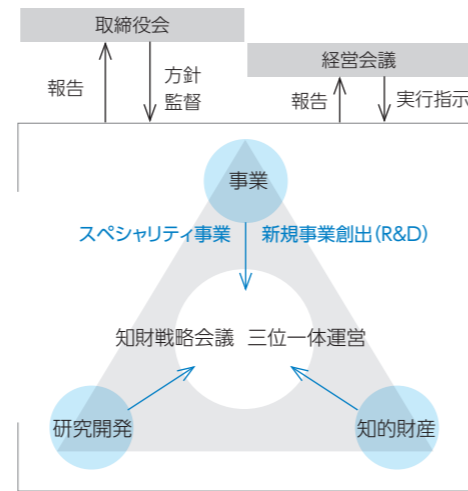 取締役会
経営会議
報告
方針
監督
報告
実行指示
事業
スペシャリティ事業 新規事業創出(R&D)
知財戦略会議 三位一体運営
研究開発
知的財産